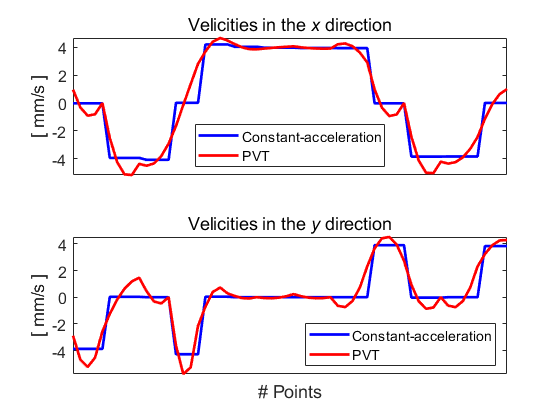 Velicities in the x direction
[ mm/s ]
4
2
0
-2
-4
Constant-acceleration
PVT
Velicities in the y direction
[ mm/s ]
4
2
0
-2
-4
Constant-acceleration
PVT
# Points